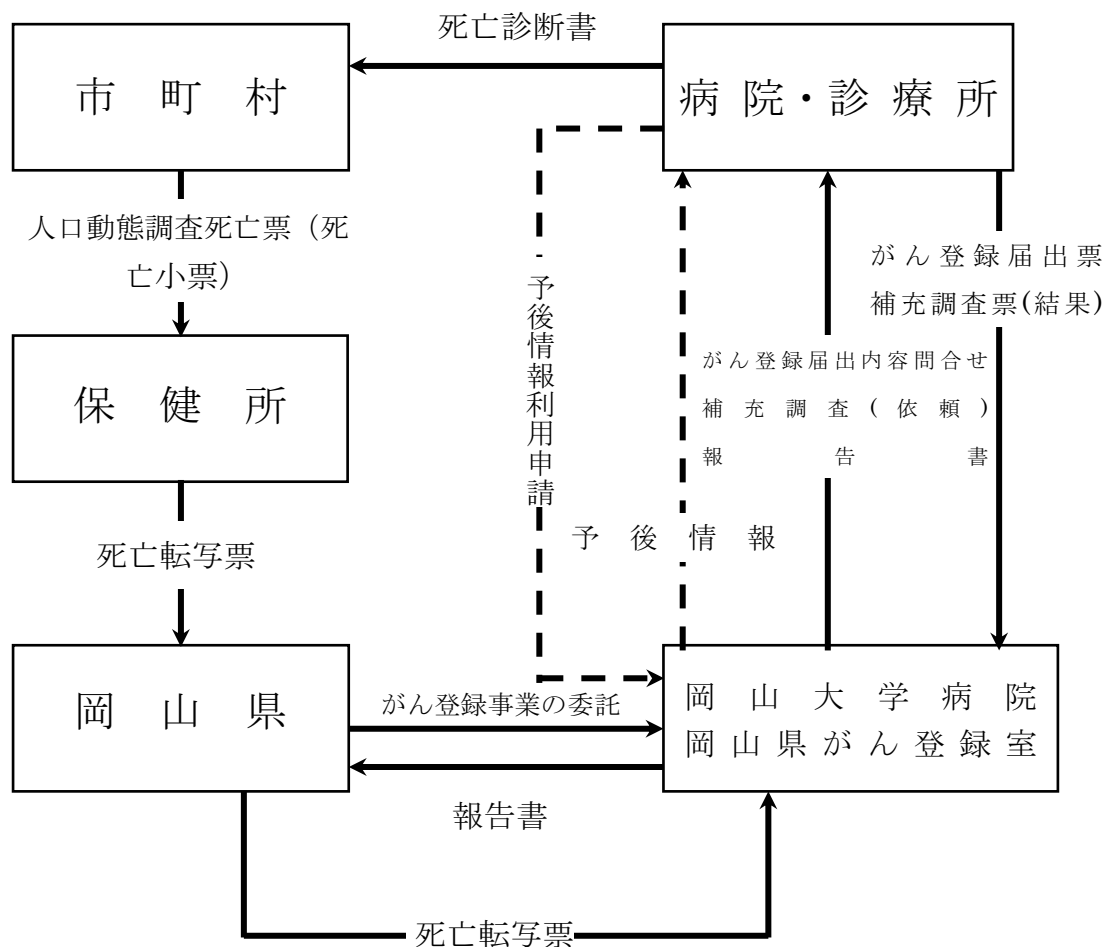 死亡診断書
市町村
病院・診療所
人口動態調査死亡票（死
亡小票）
がん登録届出票
補充調査票(結果)
予後情報利用申請
がん登録届出内容問合せ
補充調査(依頼)
報告書
保健所
予後情報
死亡転写票
岡山県
がん登録事業の委託
岡山大学病院
岡山県がん登録室
報告書
死亡転写票